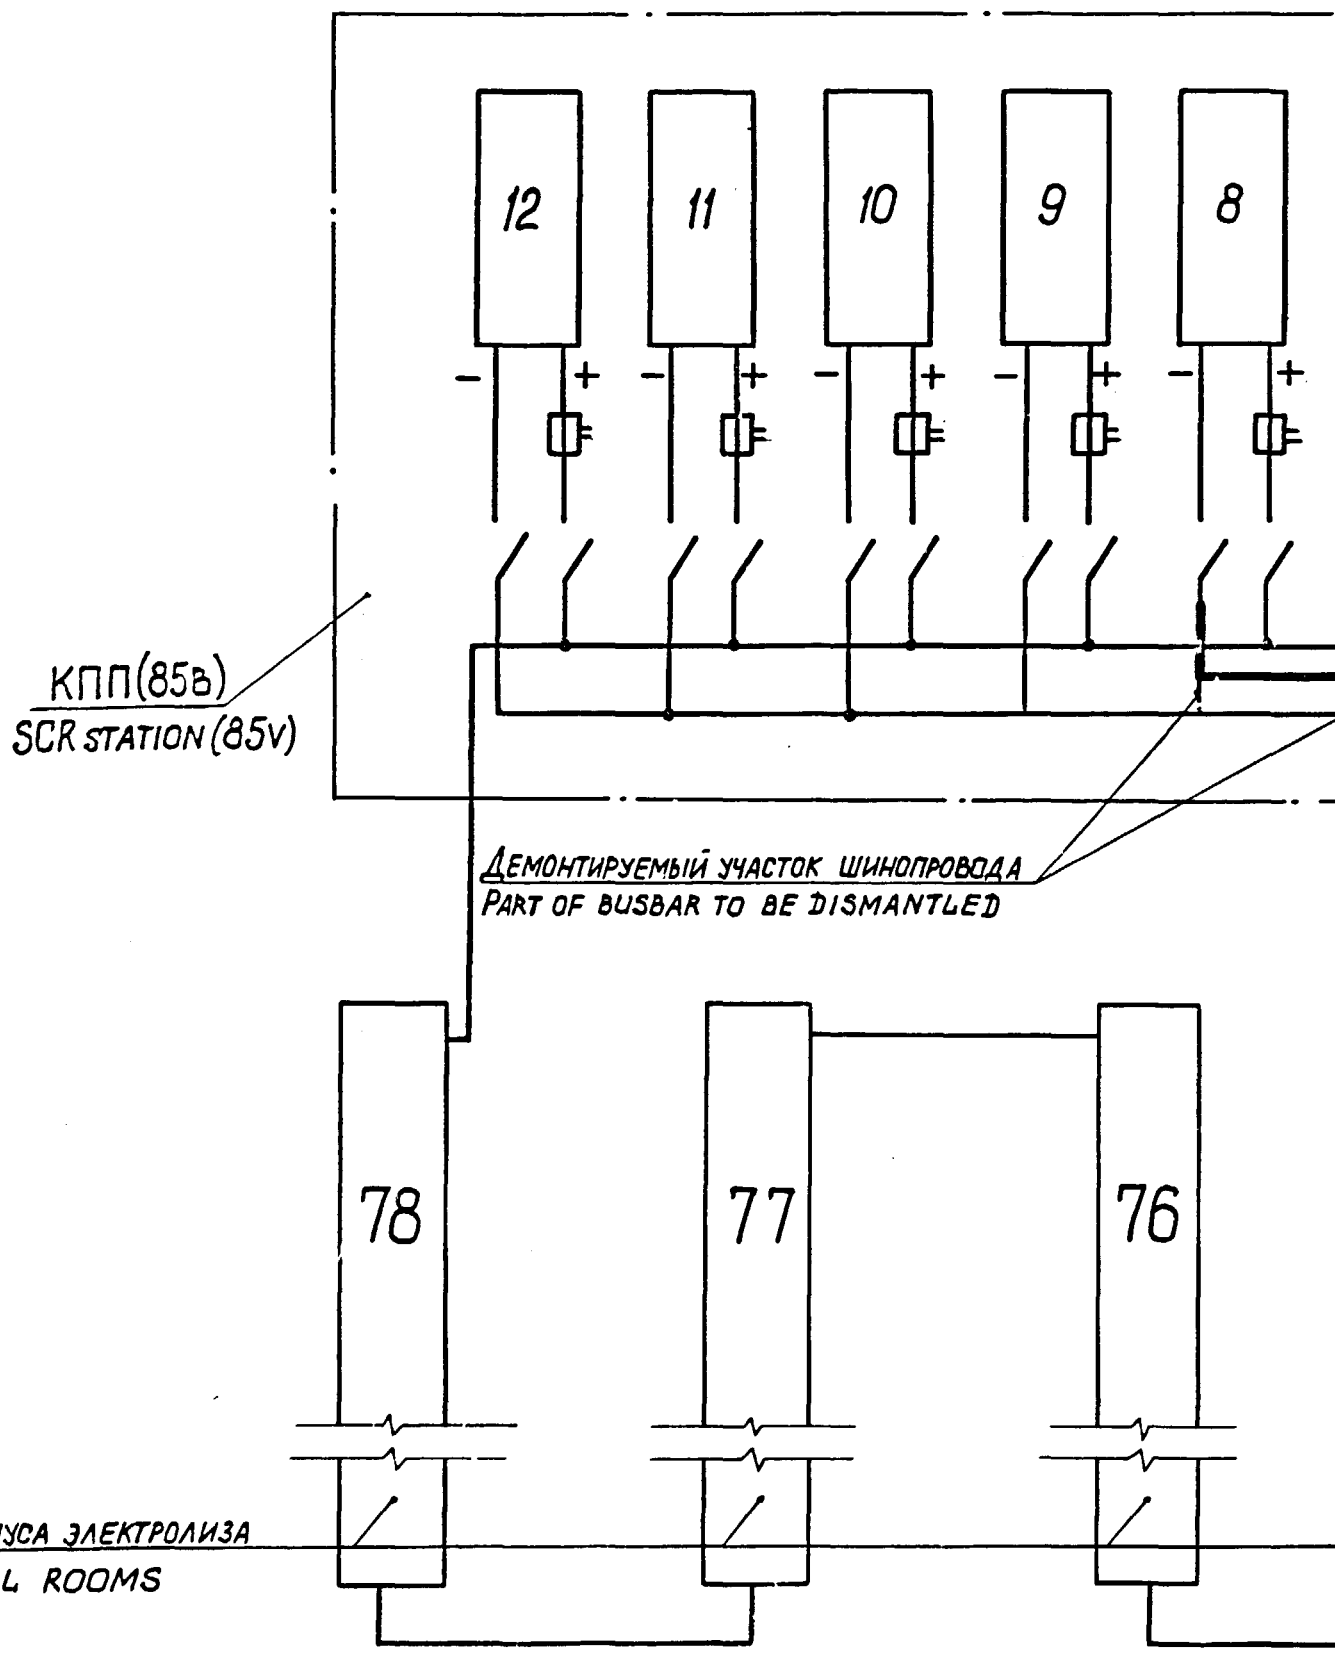 12 11 10 9 8
- + - + - + - + - +
КПП(85в)
SCR STATION (85V)
ДЕМОНТИРУЕМЫЙ УЧАСТОК ШИНОПРОВОДА
PART OF BUSBAR TO BE DISMANTLED
78 77 76
УСА ЭЛЕКТРОЛИЗА
L ROOMS